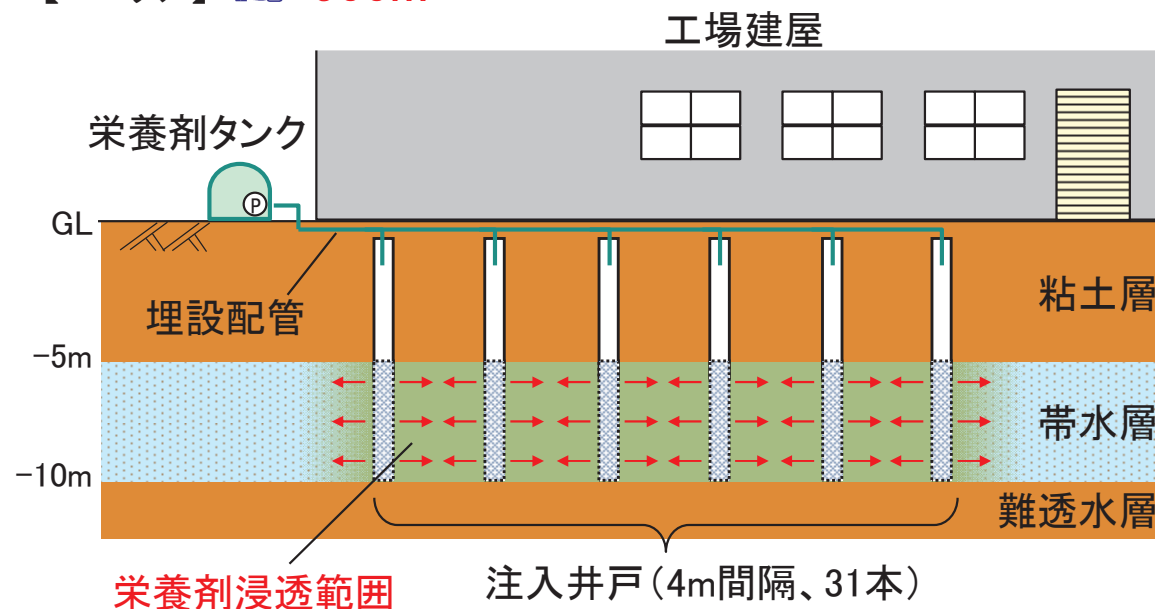 工場建屋
栄養剤タンク
P
GL
粘土層
埋設配管
-5m
帯水層
-10m
難透水層
栄養剤浸透範囲
注入井戸（4m間隔、31本）